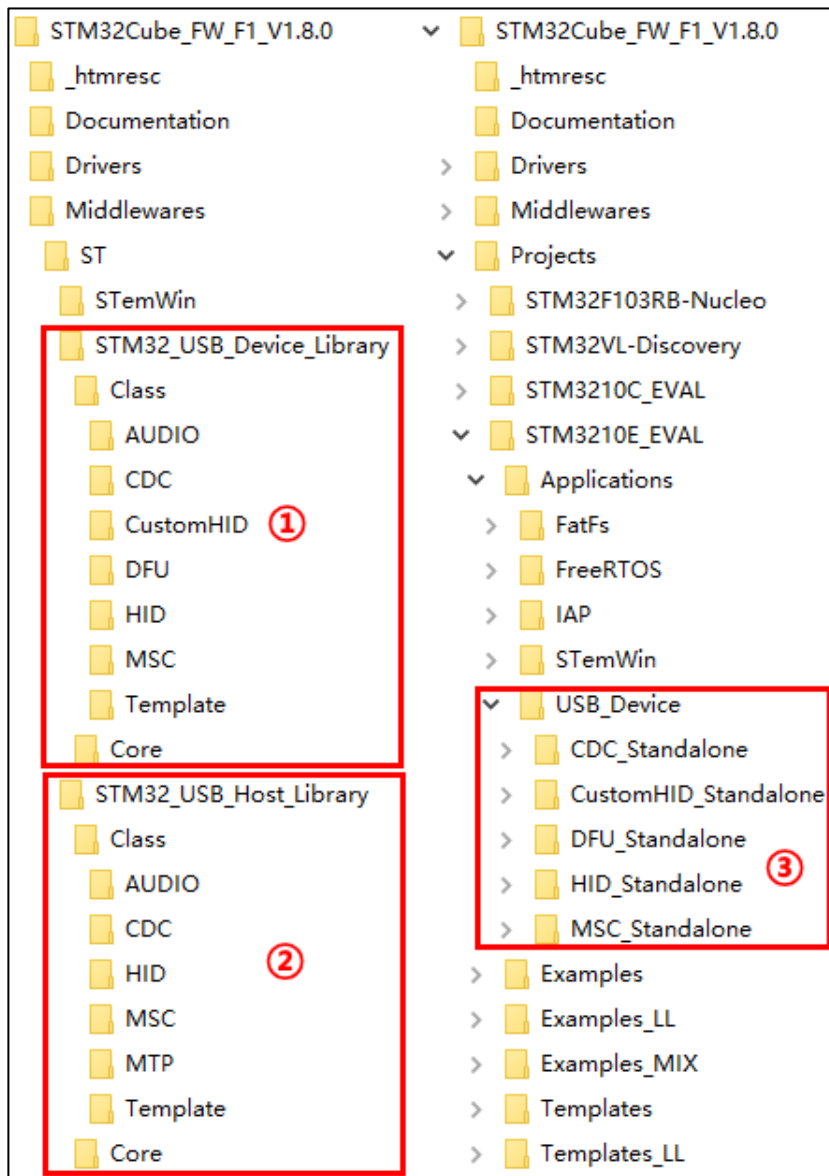 STM32Cube_FW_F1_V1.8.0
_htmresc
Documentation
Drivers
Middlewares
ST
STemWin
STM32_USB_Device_Library
Class
AUDIO
CDC
CustomHID ①
DFU
HID
MSC
Template
Core
STM32_USB_Host_Library
Class
AUDIO
CDC
HID ②
MSC
MTP
Template
Core
STM32Cube_FW_F1_V1.8.0
_htmresc
Documentation
Drivers
Middlewares
Projects
STM32F103RB-Nucleo
STM32VL-Discovery
STM3210C_EVAL
STM3210E_EVAL
Applications
FatFs
FreeRTOS
IAP
STemWin
USB_Device
CDC_Standalone
CustomHID_Standalone
DFU_Standalone
HID_Standalone ③
MSC_Standalone
Examples
Examples_LL
Examples_MIX
Templates
Templates_LL